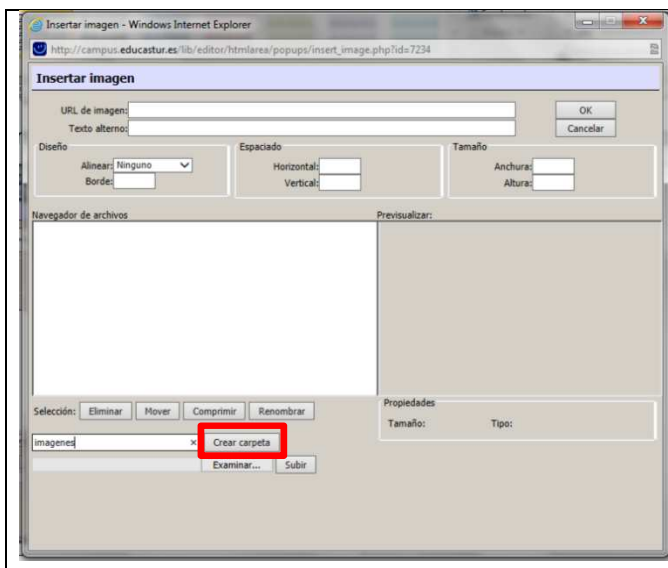 Insertar imagen - Windows Internet Explorer
http://campus.educastur.es/lib/editor/htmlarea/popups/insert_image.php?id=7234
Insertar imagen
URL de imagen: OK
Texto alterno: Cancelar
Diseño Espaciado Tamaño
Alinear: Ninguno Horizontal: Anchura:
Borde: Vertical: Altura:
Navegador de archivos Previsualizar:
Selección: Eliminar Mover Comprimir Renombrar Propiedades
Tamaño: Tipo:
imagenes × Crear carpeta
Examinar... Subir